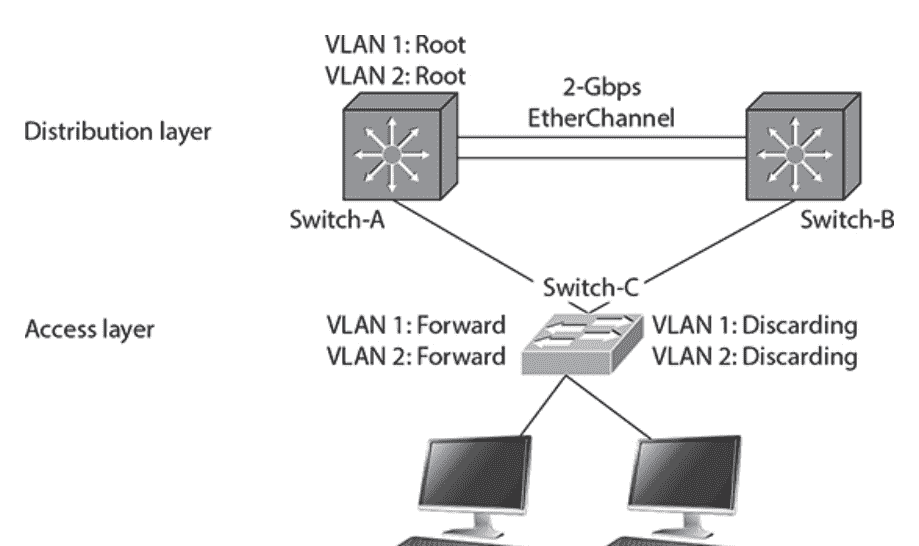 VLAN 1: Root
VLAN 2: Root
2-Gbps
EtherChannel
Distribution layer
Switch-A
Switch-B
Switch-C
Access layer
VLAN 1: Forward
VLAN 2: Forward
VLAN 1: Discarding
VLAN 2: Discarding